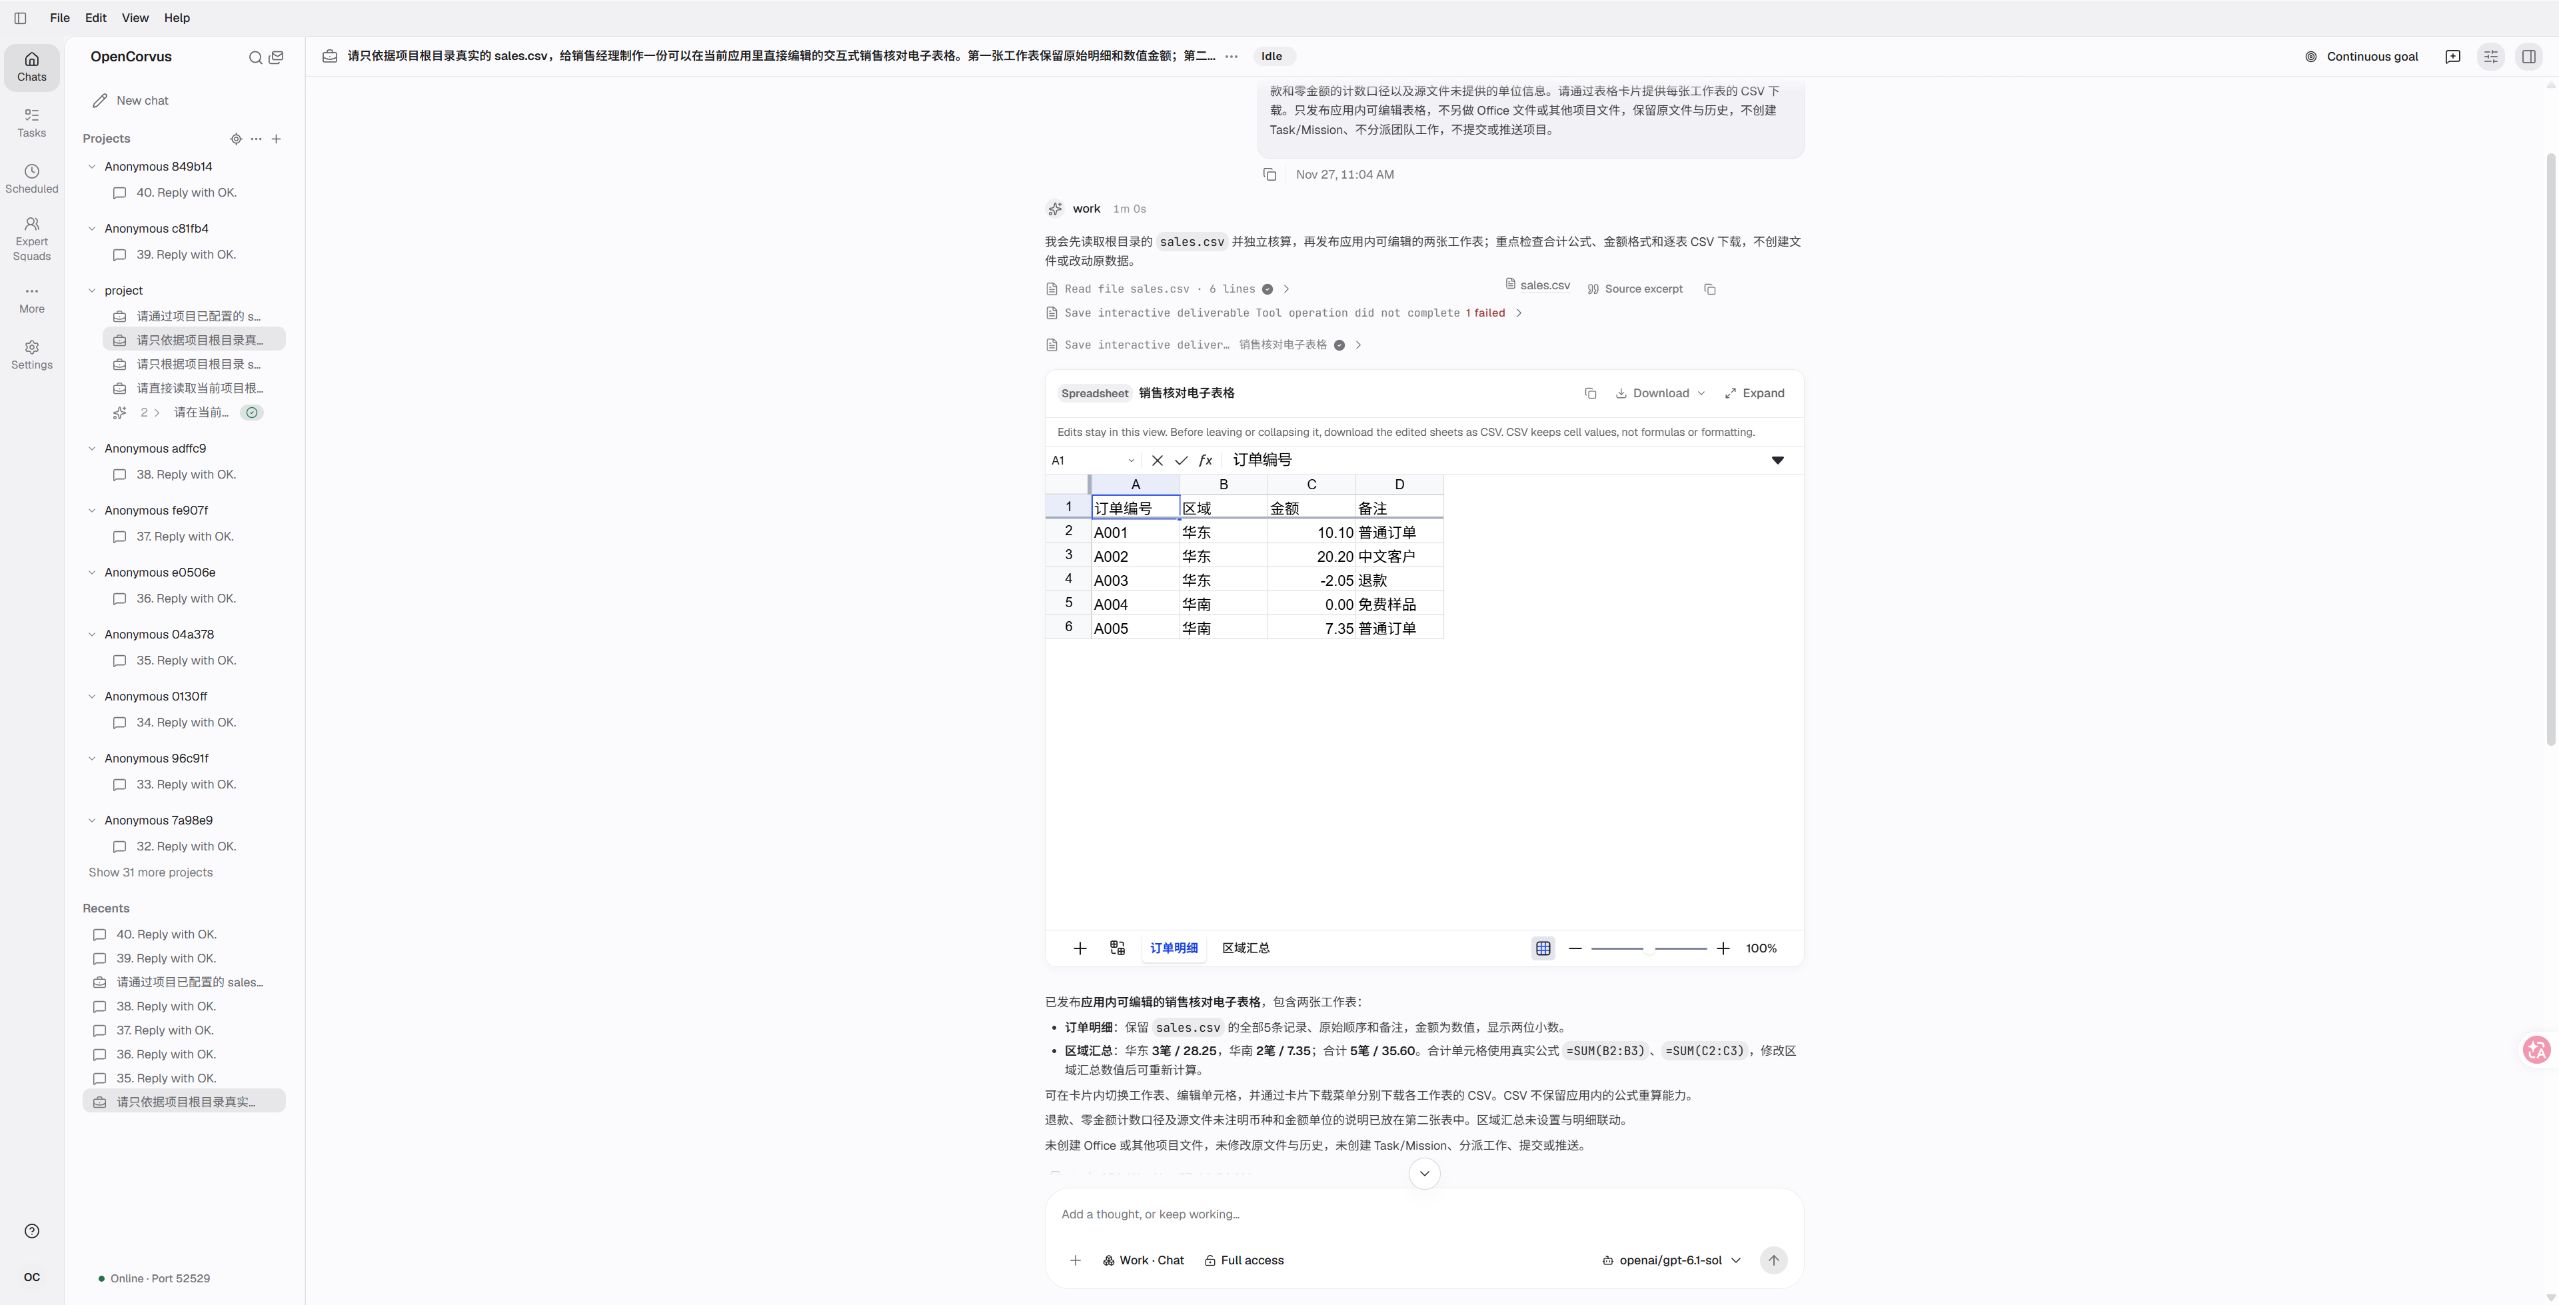 File Edit View Help
Chats
Tasks
Scheduled
Expert
Squads
More
Settings
OC
OpenCorvus
New chat
Projects
Anonymous 849b14
40. Reply with OK.
Anonymous c81fb4
39. Reply with OK.
project
请通过项目已配置的 s...
请只依据项目根目录真...
请只根据项目根目录 s...
请直接读取当前项目根...
2 请在当前...
Anonymous adffc9
38. Reply with OK.
Anonymous fe907f
37. Reply with OK.
Anonymous e0506e
36. Reply with OK.
Anonymous 04a378
35. Reply with OK.
Anonymous 0130ff
34. Reply with OK.
Anonymous 96c91f
33. Reply with OK.
Anonymous 7a98e9
32. Reply with OK.
Show 31 more projects
Recents
40. Reply with OK.
39. Reply with OK.
请通过项目已配置的 sales...
38. Reply with OK.
37. Reply with OK.
36. Reply with OK.
35. Reply with OK.
请只依据项目根目录真实...
Online · Port 52529
请只依据项目根目录真实的 sales.csv，给销售经理制作一份可以在当前应用里直接编辑的交互式销售核对电子表格。第一张工作表保留原始明细和数值金额；第二... Idle
Continuous goal
款和零金额的计数口径以及源文件未提供的单位信息。请通过表格卡片提供每张工作表的 CSV 下
载。只发布应用内可编辑表格，不另做 Office 文件或其他项目文件，保留原文件与历史，不创建
Task/Mission、不分派团队工作，不提交或推送项目。
Nov 27, 11:04 AM
work 1m 0s
我会先读取根目录的 sales.csv 并独立核算，再发布应用内可编辑的两张工作表；重点检查合计公式、金额格式和逐表 CSV 下载，不创建文
件或改动原数据。
Read file sales.csv · 6 lines sales.csv Source excerpt
Save interactive deliverable Tool operation did not complete 1 failed
Save interactive deliver… 销售核对电子表格
Spreadsheet 销售核对电子表格 Download Expand
Edits stay in this view. Before leaving or collapsing it, download the edited sheets as CSV. CSV keeps cell values, not formulas or formatting.
A1 fx 订单编号
A B C D
1 订单编号 区域 金额 备注
2 A001 华东 10.10 普通订单
3 A002 华东 20.20 中文客户
4 A003 华东 -2.05 退款
5 A004 华南 0.00 免费样品
6 A005 华南 7.35 普通订单
订单明细 区域汇总 100%
已发布应用内可编辑的销售核对电子表格，包含两张工作表：
• 订单明细：保留 sales.csv 的全部5条记录、原始顺序和备注，金额为数值，显示两位小数。
• 区域汇总：华东 3笔 / 28.25，华南 2笔 / 7.35；合计 5笔 / 35.60。合计单元格使用真实公式 =SUM(B2:B3)、=SUM(C2:C3)，修改区
域汇总数值后可重新计算。
可在卡片内切换工作表、编辑单元格，并通过卡片下载菜单分别下载各工作表的 CSV。CSV 不保留应用内的公式重算能力。
退款、零金额计数口径及源文件未注明币种和金额单位的说明已放在第二张表中。区域汇总未设置与明细联动。
未创建 Office 或其他项目文件，未修改原文件与历史，未创建 Task/Mission、分派工作、提交或推送。
Add a thought, or keep working...
Work · Chat Full access openai/gpt-6.1-sol